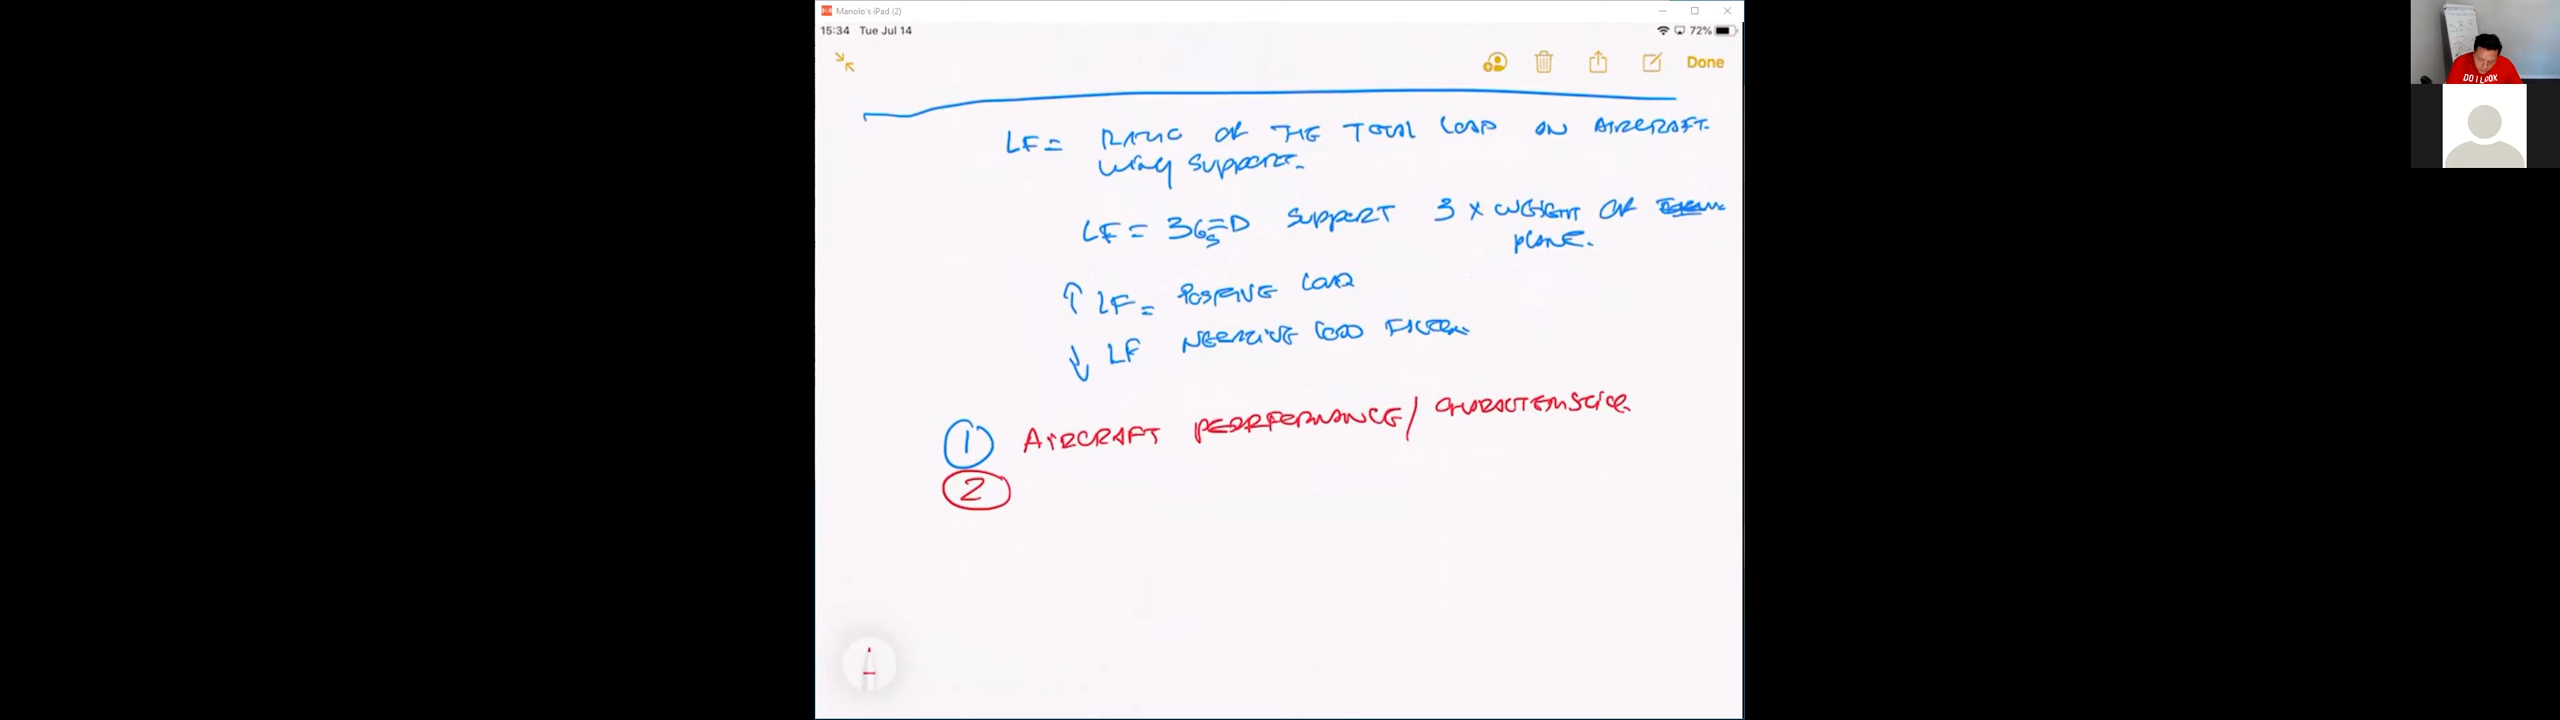 Manolo's iPad (2)
15:34 Tue Jul 14
72%
Done
LF = RATIO OF THE TOTAL LOAD ON AIRCRAFT.
WING SUPPORT.
LF = 3G's SUPPORT 3 x WEIGHT OF
PLANE.
↑ LF = POSITIVE LOAD
↓ LF NEGATIVE LOAD FACTOR
1 AIRCRAFT PERFORMANCE / CHARACTERISTICS
2
DO I LOOK